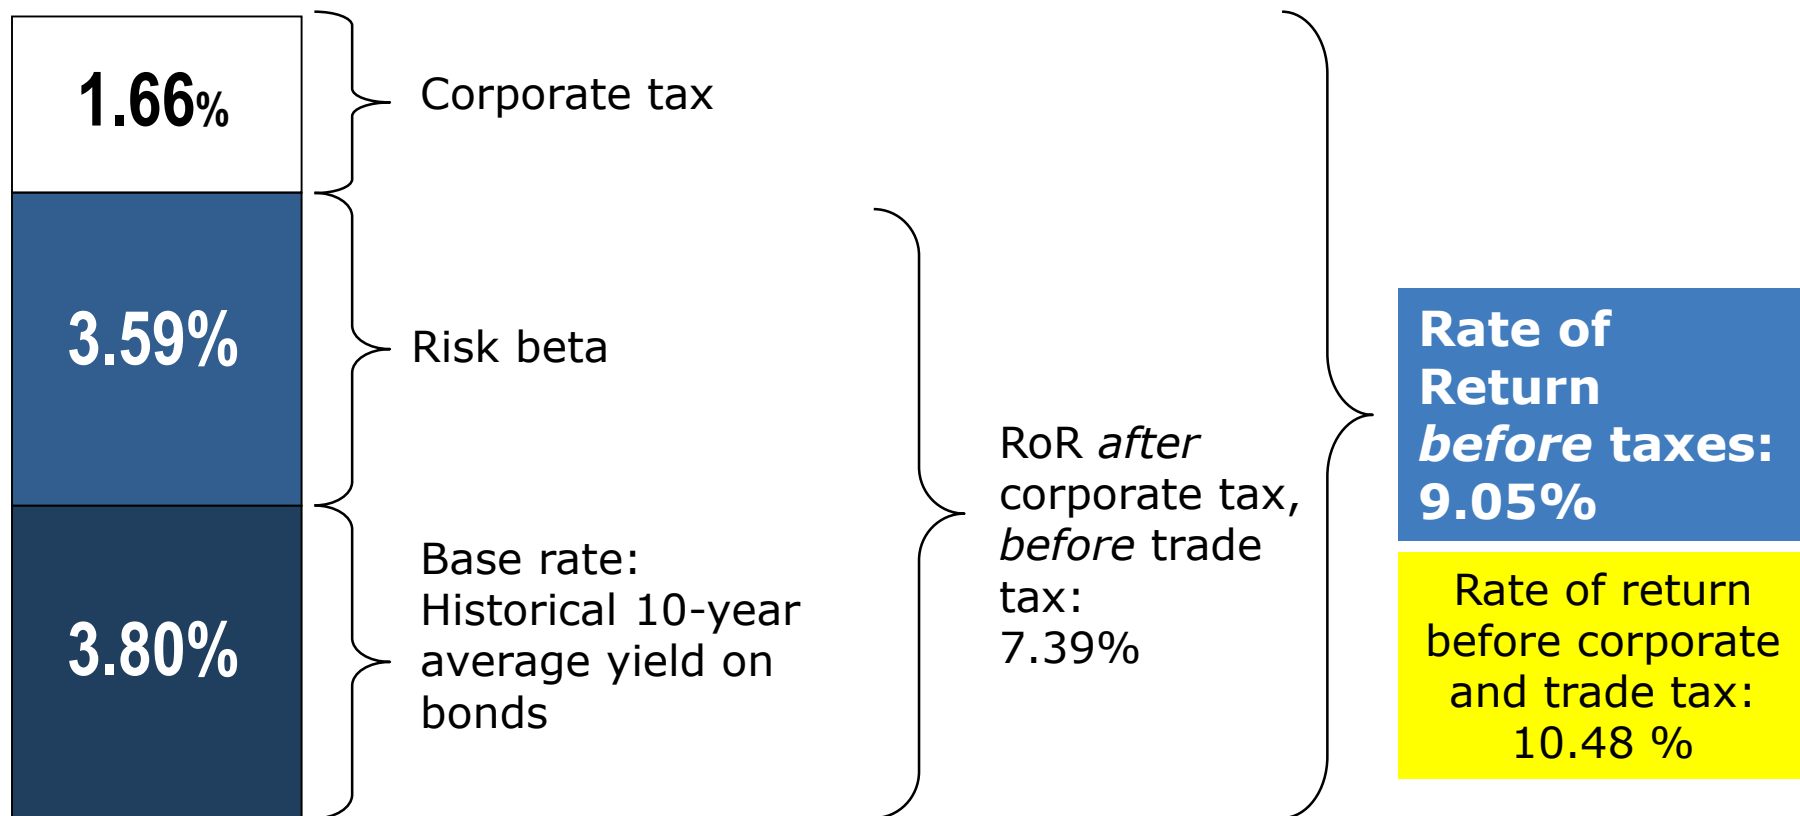 1.66%
Corporate tax
3.59%
Risk beta
3.80%
Base rate:
Historical 10-year
average yield on
bonds
RoR after
corporate tax,
before trade
tax:
7.39%
Rate of
Return
before taxes:
9.05%
Rate of return
before corporate
and trade tax:
10.48 %